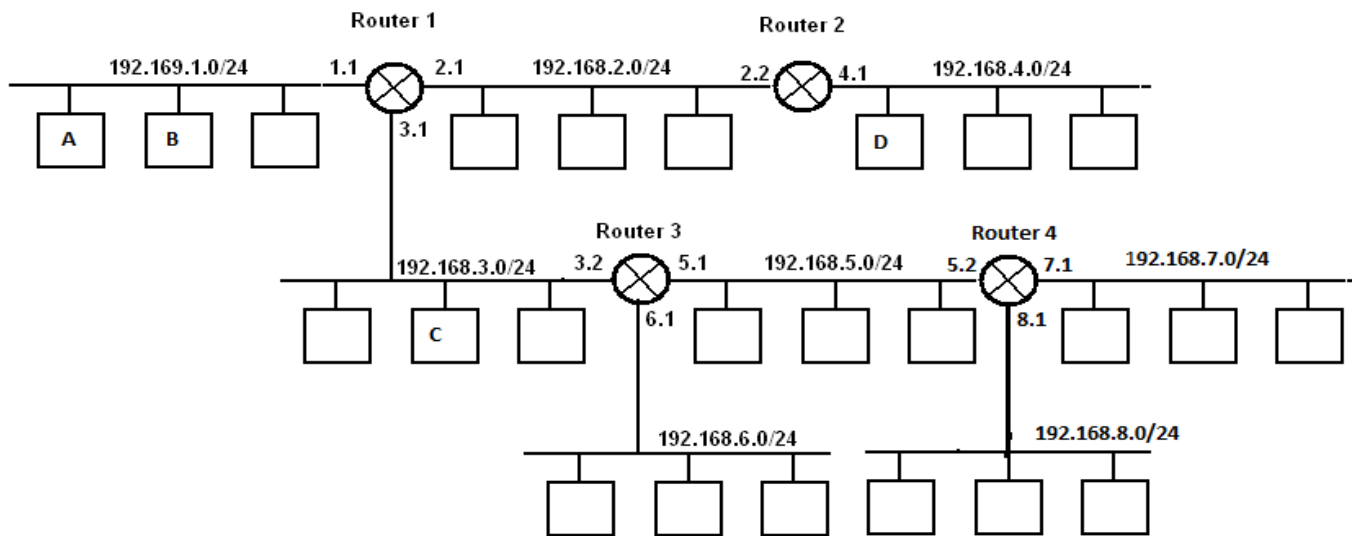 Router 1
Router 2
192.169.1.0/24
1.1
2.1
192.168.2.0/24
2.2
4.1
192.168.4.0/24
3.1
A
B
D
Router 3
Router 4
192.168.3.0/24
3.2
5.1
192.168.5.0/24
5.2
7.1
192.168.7.0/24
6.1
8.1
C
192.168.6.0/24
192.168.8.0/24